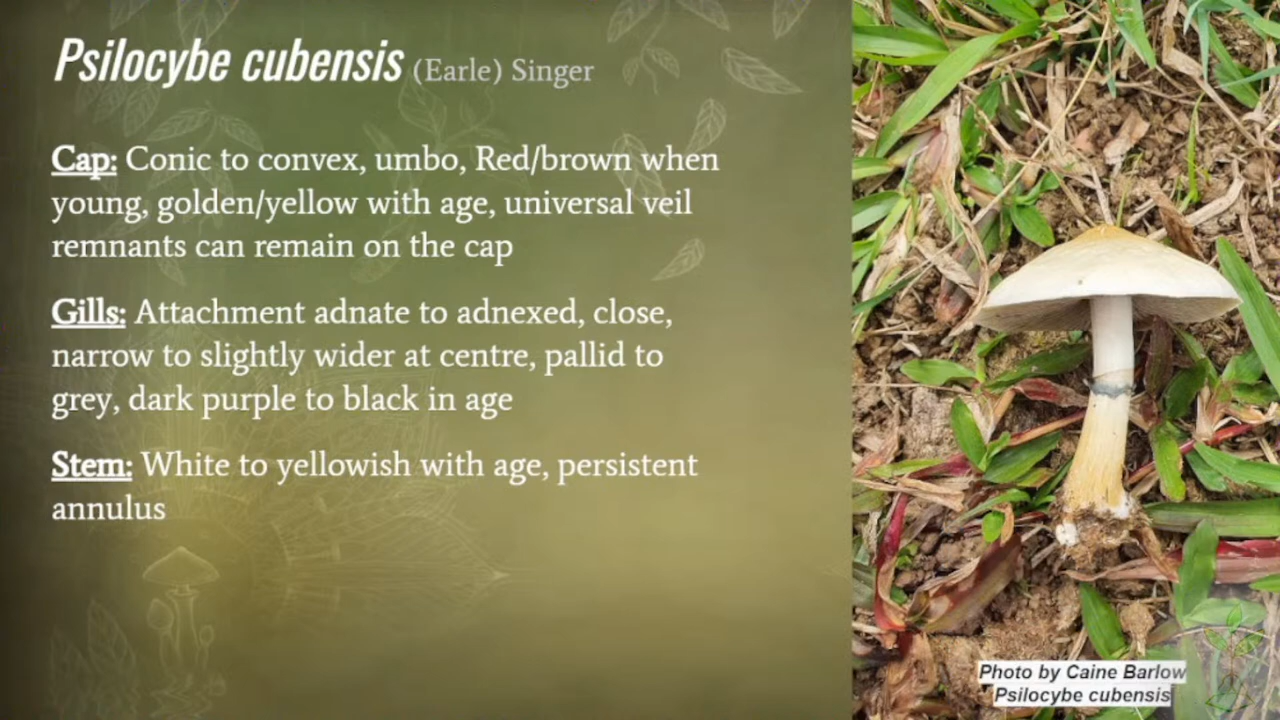 Psilocybe cubensis (Earle) Singer
Cap: Conic to convex, umbo, Red/brown when
young, golden/yellow with age, universal veil
remnants can remain on the cap
Gills: Attachment adnate to adnexed, close,
narrow to slightly wider at centre, pallid to
grey, dark purple to black in age
Stem: White to yellowish with age, persistent
annulus
Photo by Caine Barlow
Psilocybe cubensis